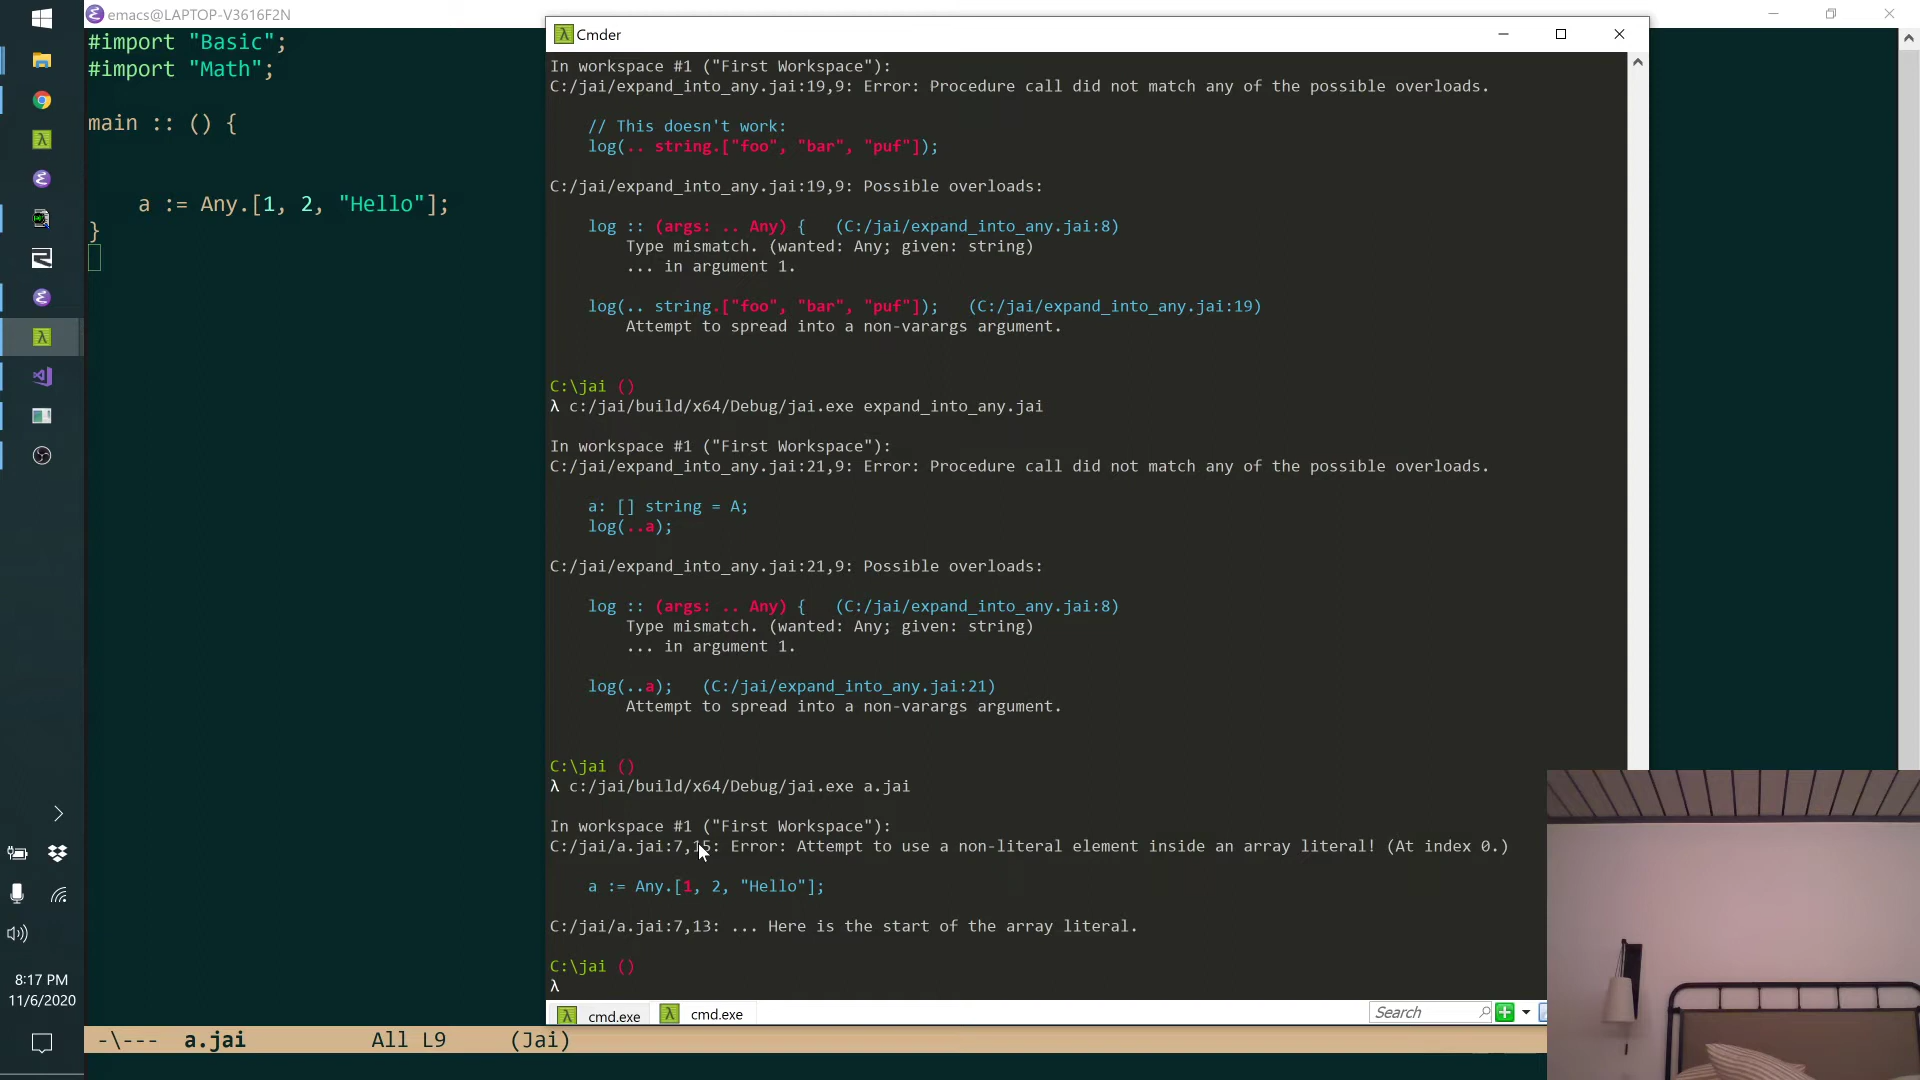 emacs@LAPTOP-V3616F2N
#import "Basic";
#import "Math";
main :: () {
a := Any.[1, 2, "Hello"];
}
Cmder
In workspace #1 ("First Workspace"):
C:/jai/expand_into_any.jai:19,9: Error: Procedure call did not match any of the possible overloads.
// This doesn't work:
log(.. string.["foo", "bar", "puf"]);
C:/jai/expand_into_any.jai:19,9: Possible overloads:
log :: (args: .. Any) {   (C:/jai/expand_into_any.jai:8)
Type mismatch. (wanted: Any; given: string)
... in argument 1.
log(.. string.["foo", "bar", "puf"]);   (C:/jai/expand_into_any.jai:19)
Attempt to spread into a non-varargs argument.
C:\jai ()
λ c:/jai/build/x64/Debug/jai.exe expand_into_any.jai
In workspace #1 ("First Workspace"):
C:/jai/expand_into_any.jai:21,9: Error: Procedure call did not match any of the possible overloads.
a: [] string = A;
log(..a);
C:/jai/expand_into_any.jai:21,9: Possible overloads:
log :: (args: .. Any) {   (C:/jai/expand_into_any.jai:8)
Type mismatch. (wanted: Any; given: string)
... in argument 1.
log(..a);   (C:/jai/expand_into_any.jai:21)
Attempt to spread into a non-varargs argument.
C:\jai ()
λ c:/jai/build/x64/Debug/jai.exe a.jai
In workspace #1 ("First Workspace"):
C:/jai/a.jai:7,15: Error: Attempt to use a non-literal element inside an array literal! (At index 0.)
a := Any.[1, 2, "Hello"];
C:/jai/a.jai:7,13: ... Here is the start of the array literal.
C:\jai ()
λ
cmd.exe
cmd.exe
Search
8:17 PM
11/6/2020
-\--- a.jai All L9 (Jai)